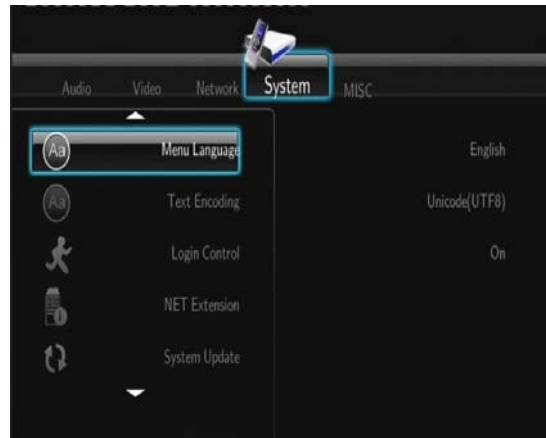 Audio Video Network System MISC
Menu Language English
Text Encoding Unicode(UTF8)
Login Control On
NET Extension
System Update